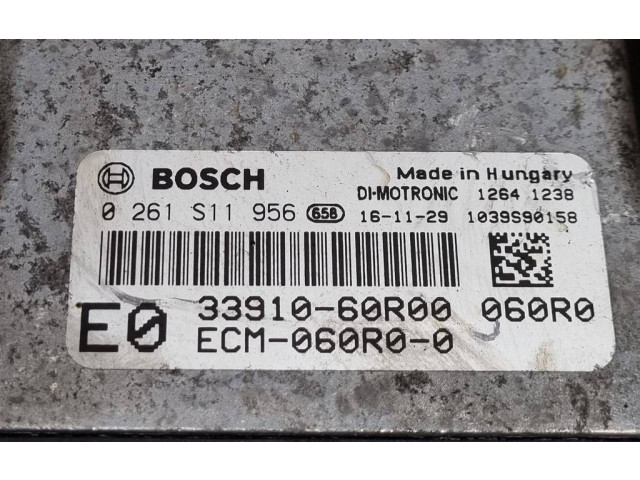 BOSCH Made in Hungary
DI-MOTRONIC 1264 1238
0 261 S11 956 658 16-11-29 1039S90158
E0 33910-60R00 060R0
ECM-060R0-0